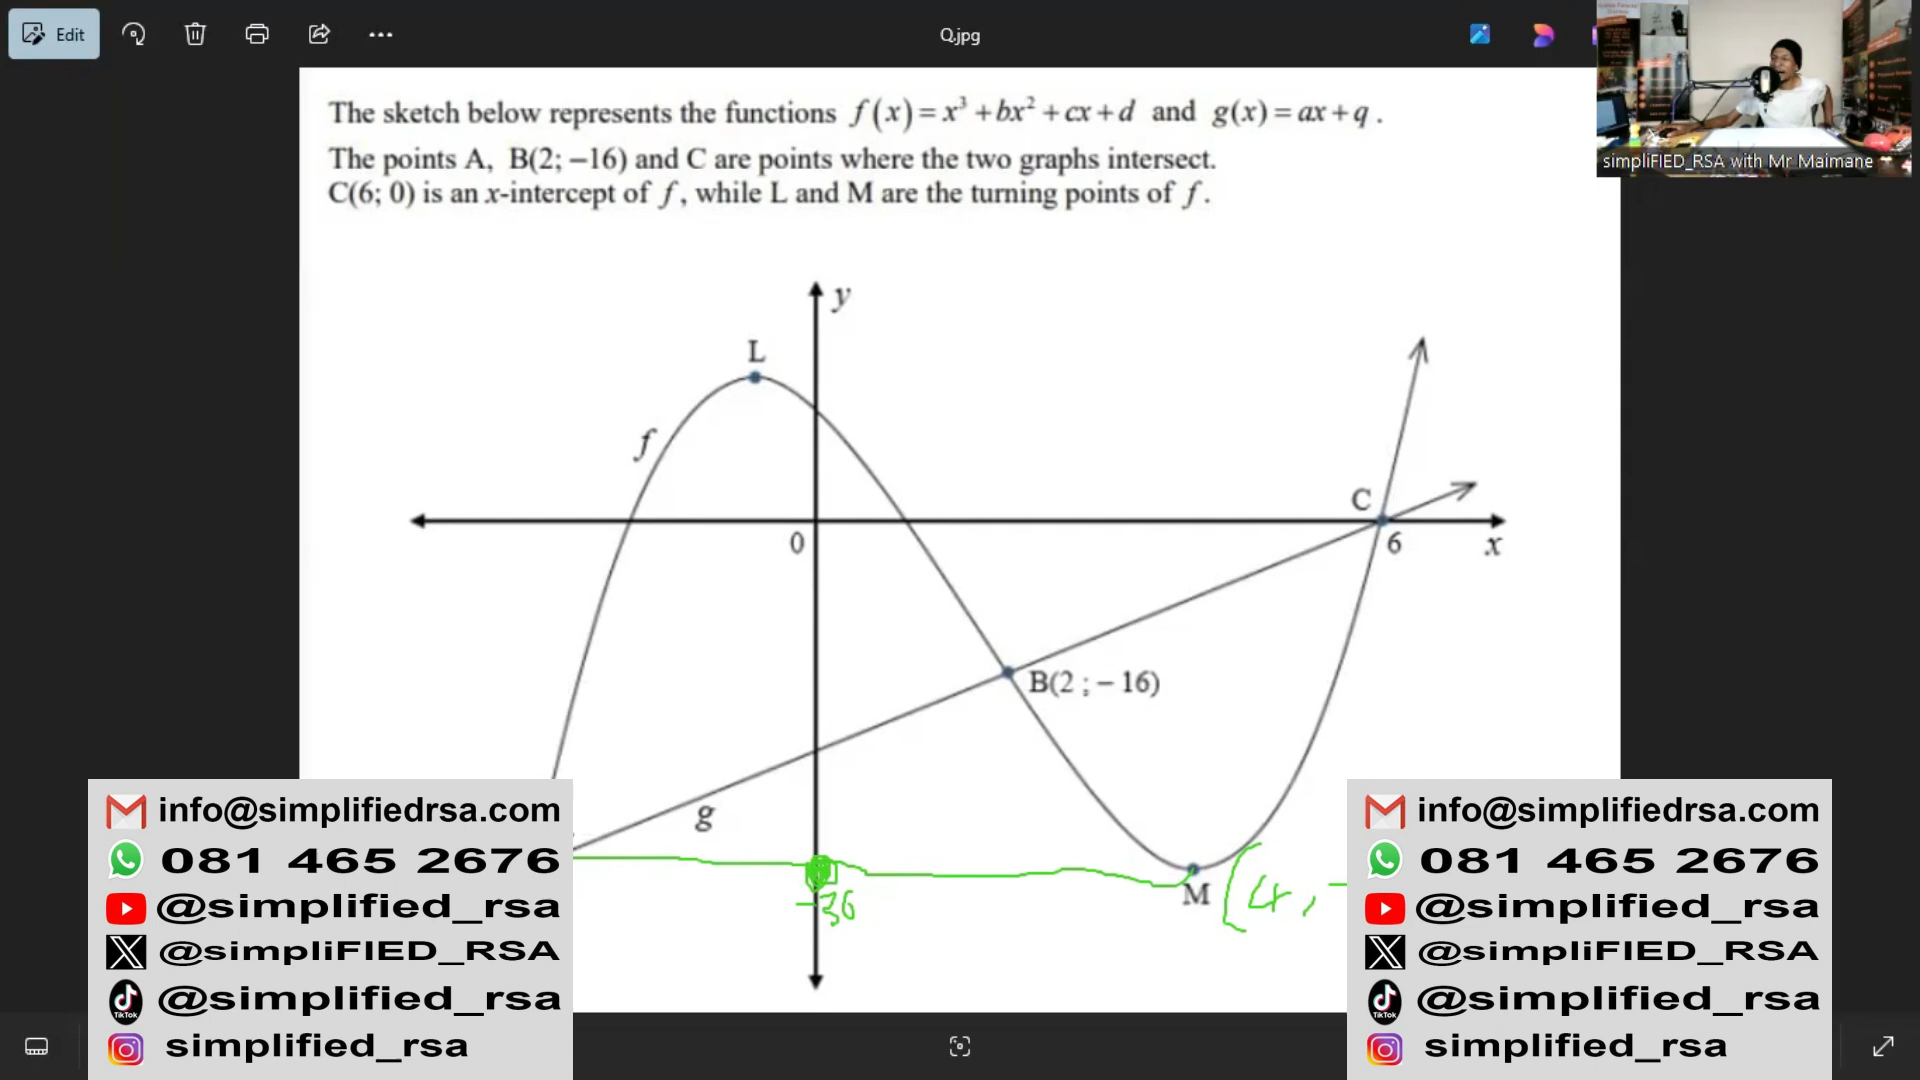 Edit
Q.jpg
simpliFIED_RSA with Mr Maimane
The sketch below represents the functions f(x) = x³ + bx² + cx + d and g(x) = ax + q .
The points A, B(2; −16) and C are points where the two graphs intersect.
C(6; 0) is an x-intercept of f, while L and M are the turning points of f.
y
L
f
C
0
6
x
B(2 ; − 16)
g
-36
M (4, -
info@simplifiedrsa.com
081 465 2676
@simplified_rsa
@simpliFIED_RSA
TikTok
@simplified_rsa
simplified_rsa
info@simplifiedrsa.com
081 465 2676
@simplified_rsa
@simpliFIED_RSA
TikTok
@simplified_rsa
simplified_rsa